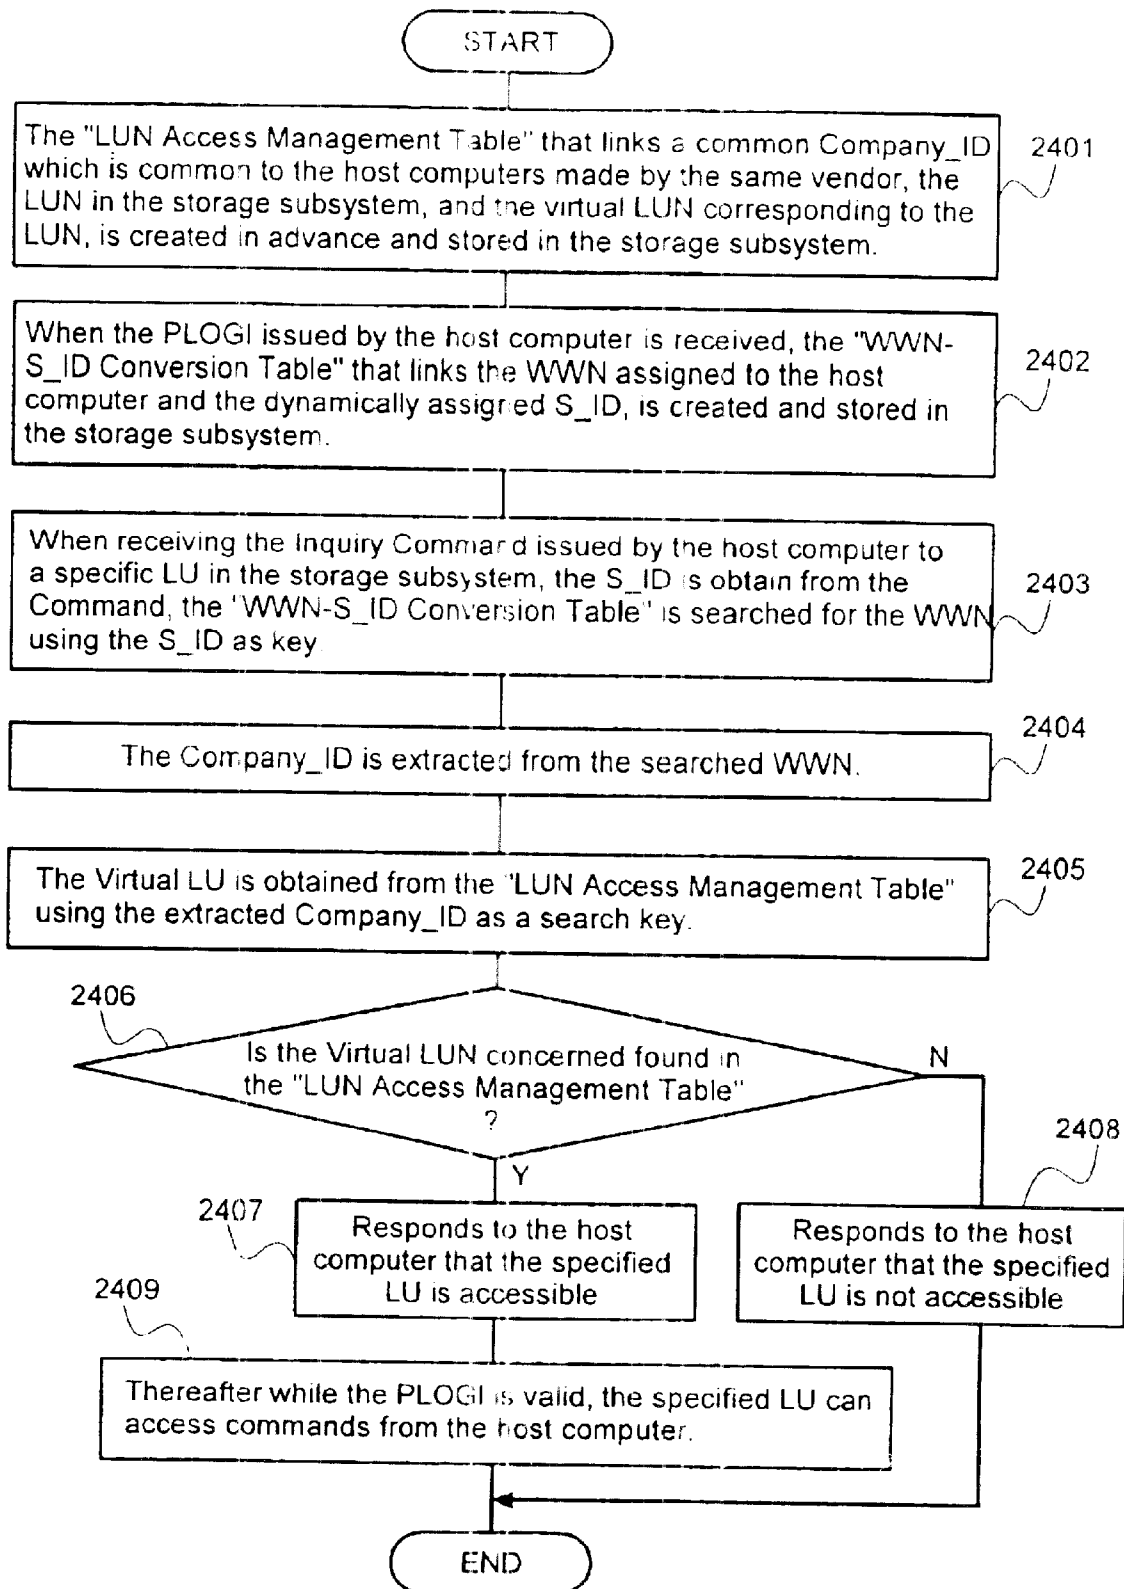 START
The "LUN Access Management Table" that links a common Company_ID
which is common to the host computers made by the same vendor, the
LUN in the storage subsystem, and the virtual LUN corresponding to the
LUN, is created in advance and stored in the storage subsystem.
2401
When the PLOGI issued by the host computer is received, the "WWN-
S_ID Conversion Table" that links the WWN assigned to the host
computer and the dynamically assigned S_ID, is created and stored in
the storage subsystem.
2402
When receiving the Inquiry Command issued by the host computer to
a specific LU in the storage subsystem, the S_ID is obtain from the
Command, the "WWN-S_ID Conversion Table" is searched for the WWN
using the S_ID as key
2403
The Company_ID is extracted from the searched WWN.
2404
The Virtual LU is obtained from the "LUN Access Management Table"
using the extracted Company_ID as a search key.
2405
2406
Is the Virtual LUN concerned found in
the "LUN Access Management Table"
?
N
Y
2407
Responds to the host
computer that the specified
LU is accessible
2408
Responds to the host
computer that the specified
LU is not accessible
2409
Thereafter while the PLOGI is valid, the specified LU can
access commands from the host computer.
END